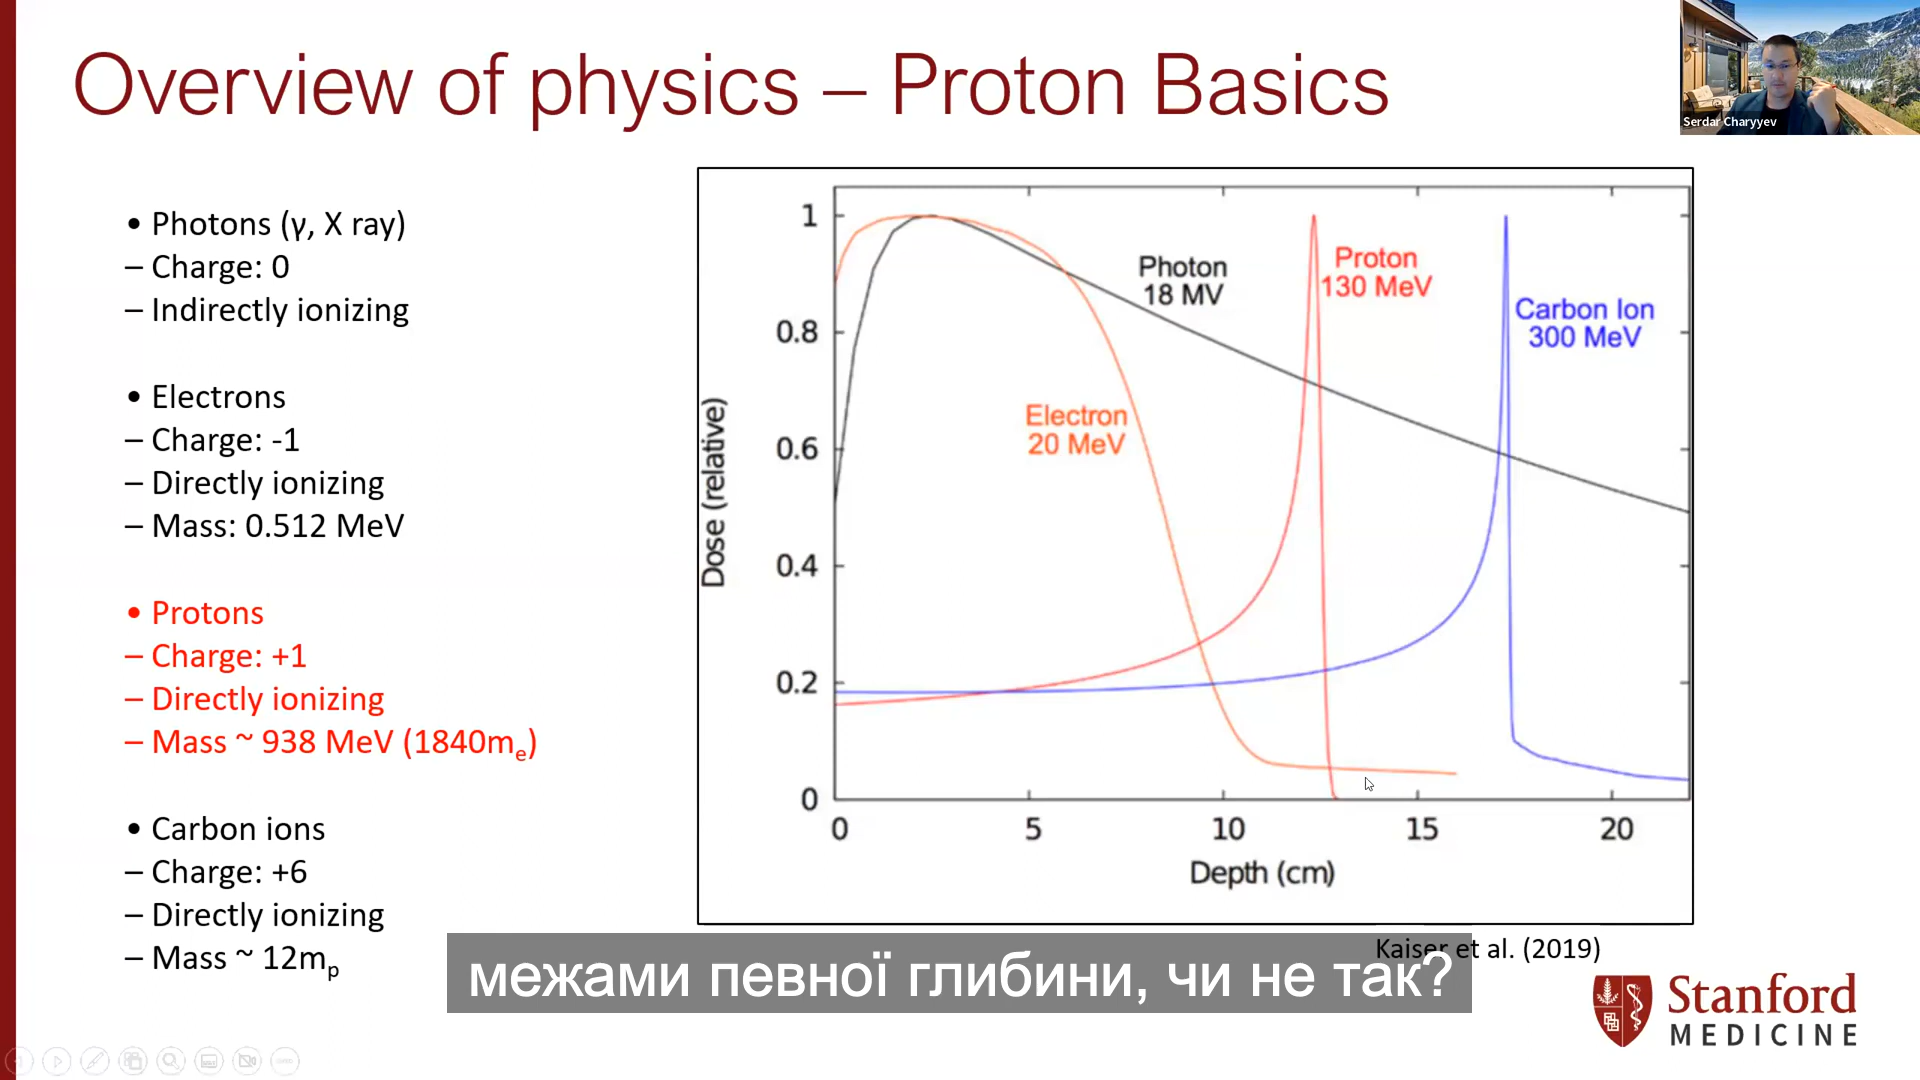 Overview of physics – Proton Basics
Serdar Charyyev
• Photons (γ, X ray)
– Charge: 0
– Indirectly ionizing
• Electrons
– Charge: -1
– Directly ionizing
– Mass: 0.512 MeV
• Protons
– Charge: +1
– Directly ionizing
– Mass ~ 938 MeV (1840me)
• Carbon ions
– Charge: +6
– Directly ionizing
– Mass ~ 12mp
Dose (relative)
1
0.8
0.6
0.4
0.2
0
Photon
18 MV
Proton
130 MeV
Carbon Ion
300 MeV
Electron
20 MeV
0 5 10 15 20
Depth (cm)
Kaiser et al. (2019)
межами певної глибини, чи не так?
Stanford
MEDICINE